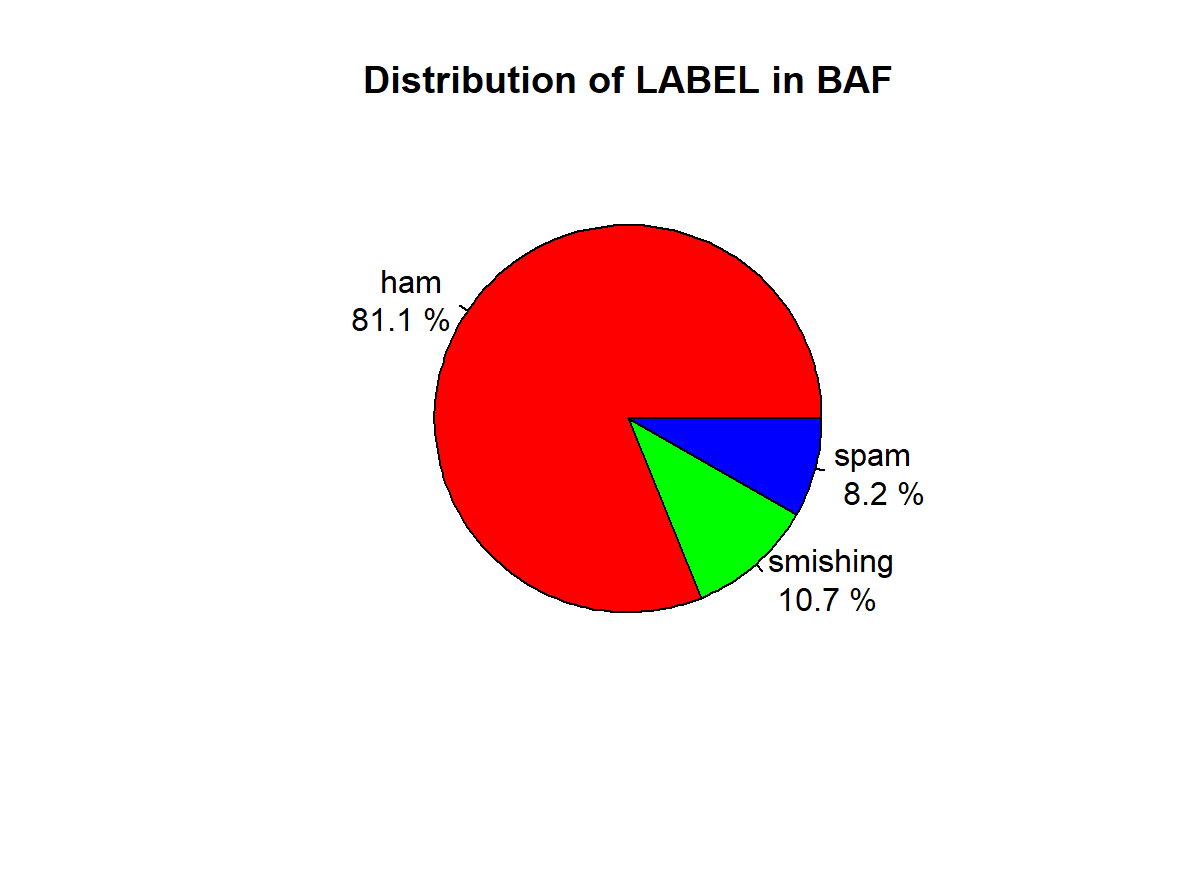 Distribution of LABEL in BAF
ham
81.1 %
spam
8.2 %
smishing
10.7 %